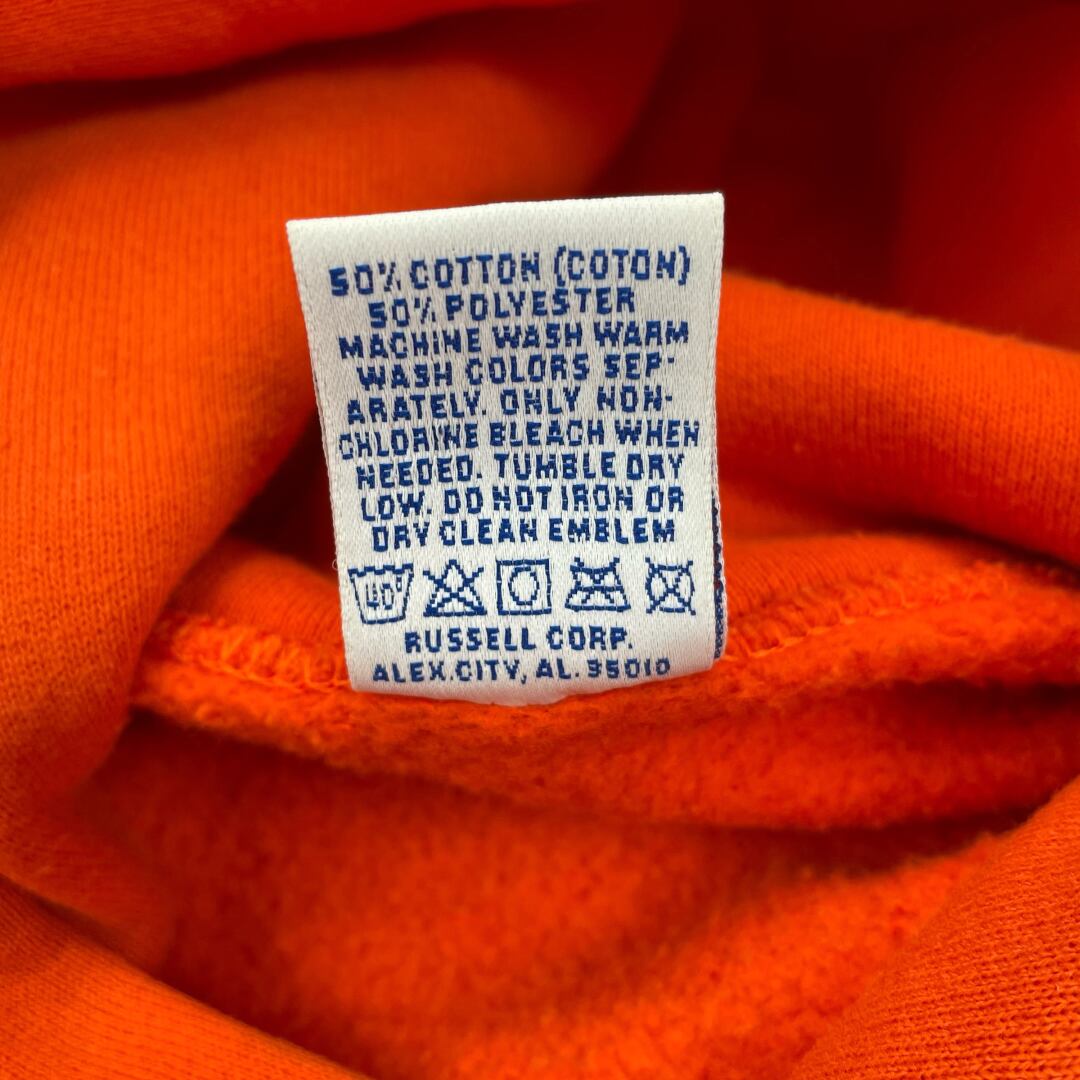 50% COTTON (COTON)
50% POLYESTER
MACHINE WASH WARM
WASH COLORS SEP-
ARATELY. ONLY NON-
CHLORINE BLEACH WHEN
NEEDED. TUMBLE DRY
LOW. DO NOT IRON OR
DRY CLEAN EMBLEM
40°
RUSSELL CORP.
ALEX.CITY, AL. 35010